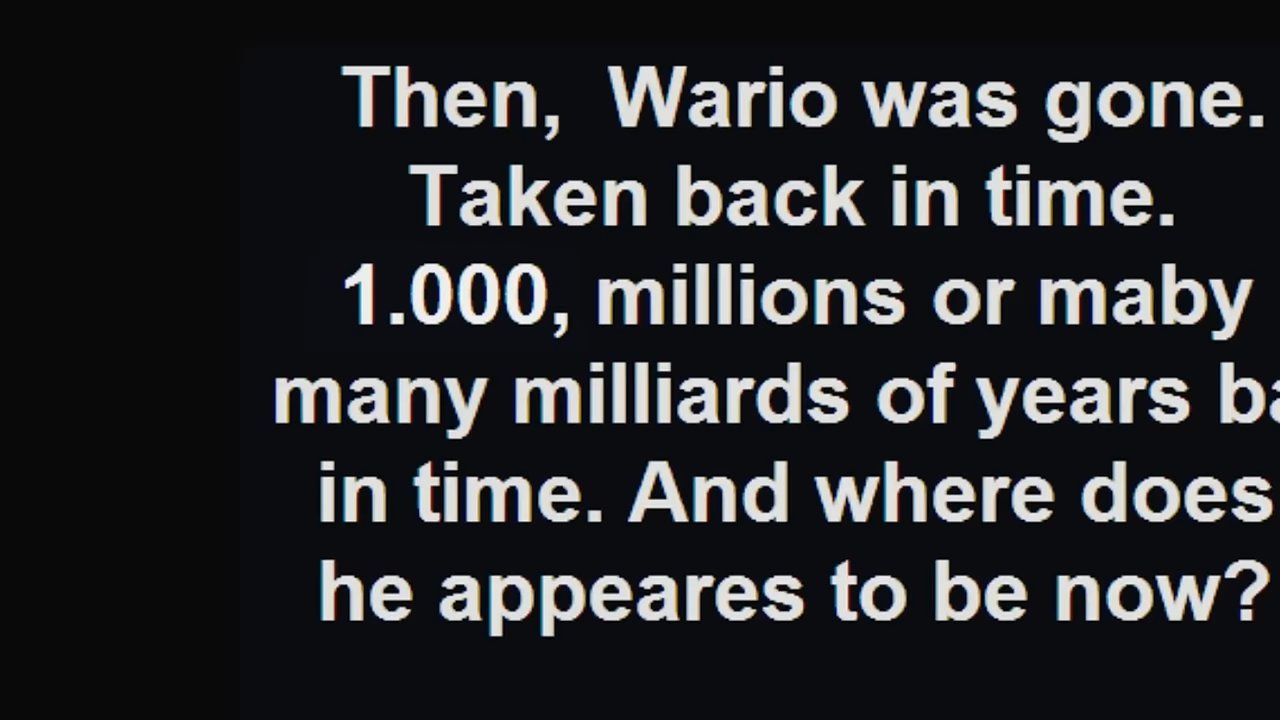 Then,  Wario was gone.
Taken back in time.
1.000, millions or maby
many milliards of years
in time. And where does
he appeares to be now?